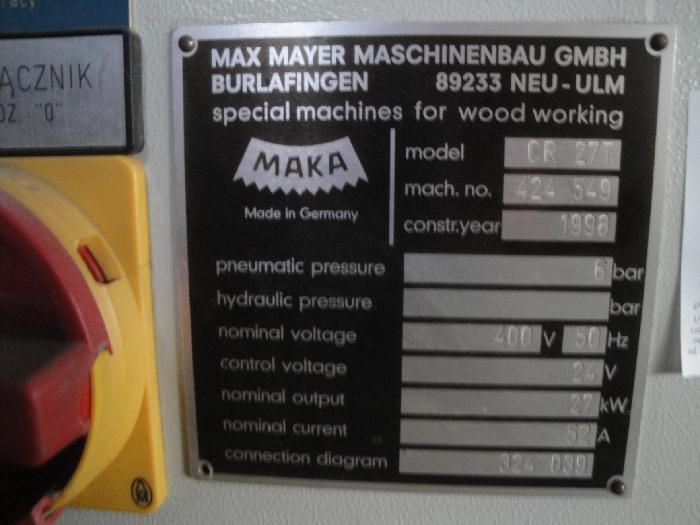 racy
ĄCZNIK
OZ. "0"
MAX MAYER MASCHINENBAU GMBH
BURLAFINGEN 89233 NEU-ULM
special machines for wood working
MAKA
Made in Germany
model CR 27T
mach. no. 424 549
constr.year 1998
pneumatic pressure 6 bar
hydraulic pressure bar
nominal voltage 400 V 50 Hz
control voltage 24 V
nominal output 27 kW
nominal current 52 A
connection diagram 324 039